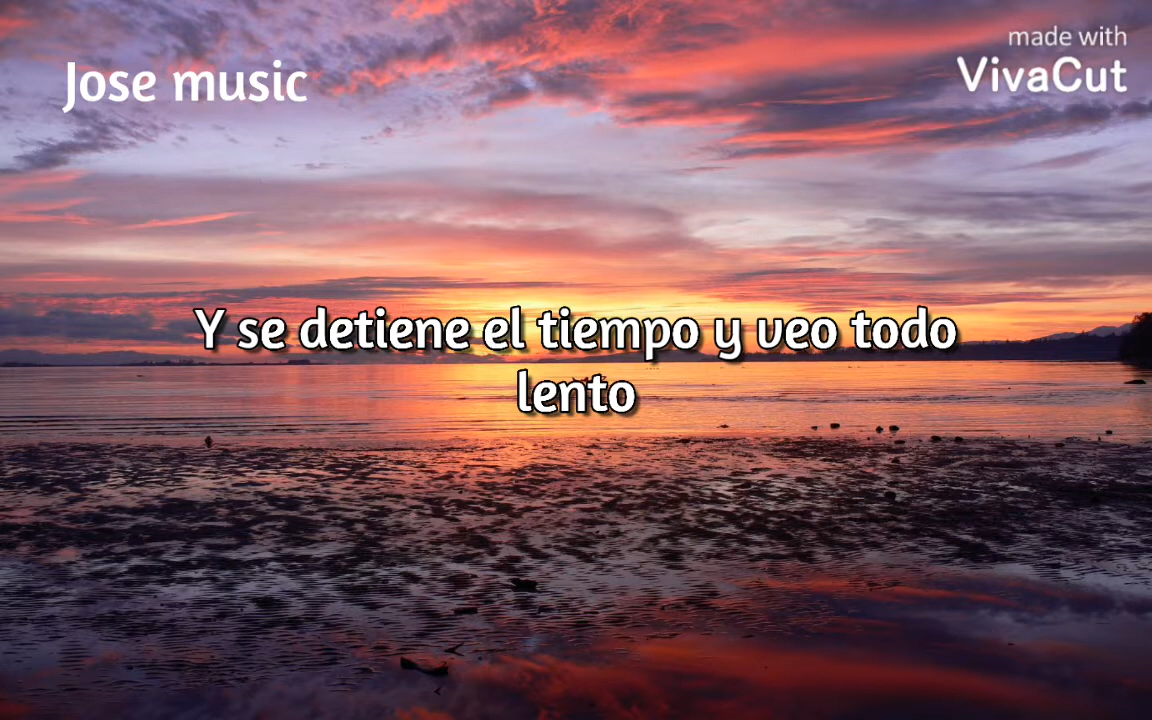 made with
Jose music
VivaCut
Y se detiene el tiempo y veo todo
lento